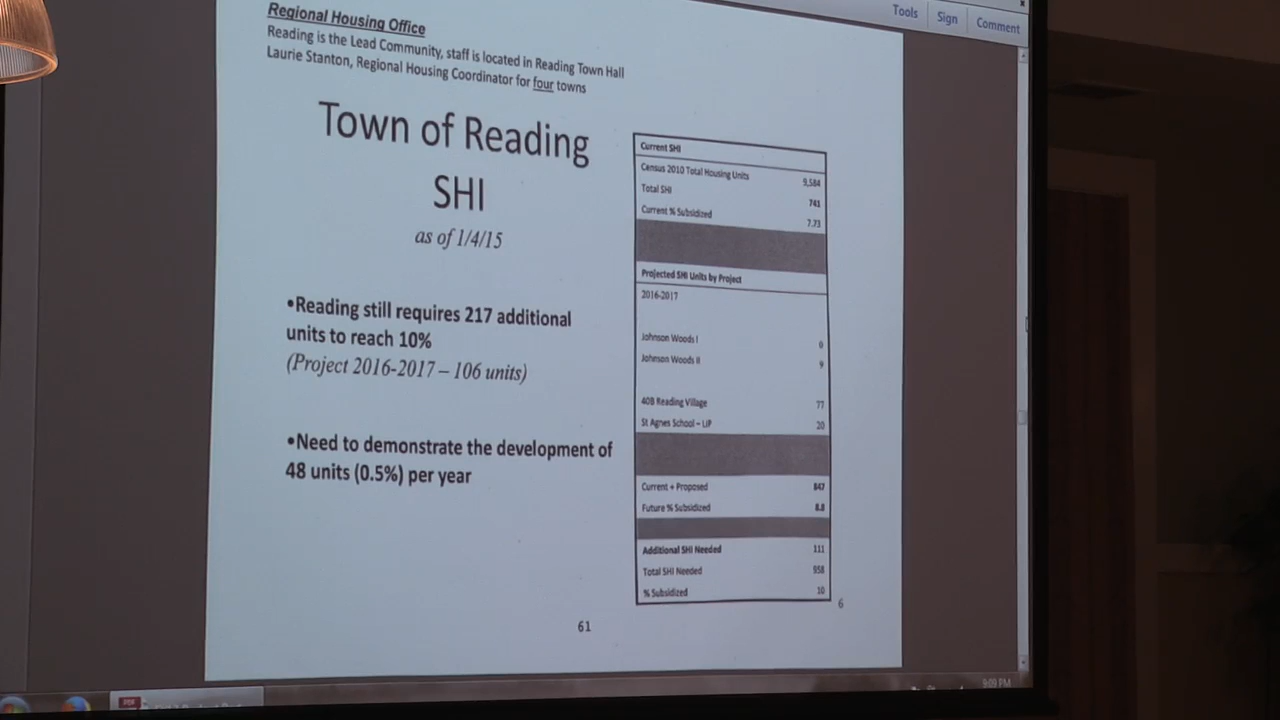 Tools Sign Comment
Regional Housing Office
Reading is the Lead Community, staff is located in Reading Town Hall
Laurie Stanton, Regional Housing Coordinator for four towns
Town of Reading
SHI
as of 1/4/15
•Reading still requires 217 additional
units to reach 10%
(Project 2016-2017 – 106 units)
•Need to demonstrate the development of
48 units (0.5%) per year
61
Current SHI
Census 2010 Total Housing Units 9,584
Total SHI 741
Current % Subsidized 7.73
Projected SHI Units by Project
2016-2017
Johnson Woods I 0
Johnson Woods II 9
40B Reading Village 77
St Agnes School – LIP 20
Current + Proposed 847
Future % Subsidized 8.8
Additional SHI Needed 111
Total SHI Needed 958
% Subsidized 10
6
9:09 PM